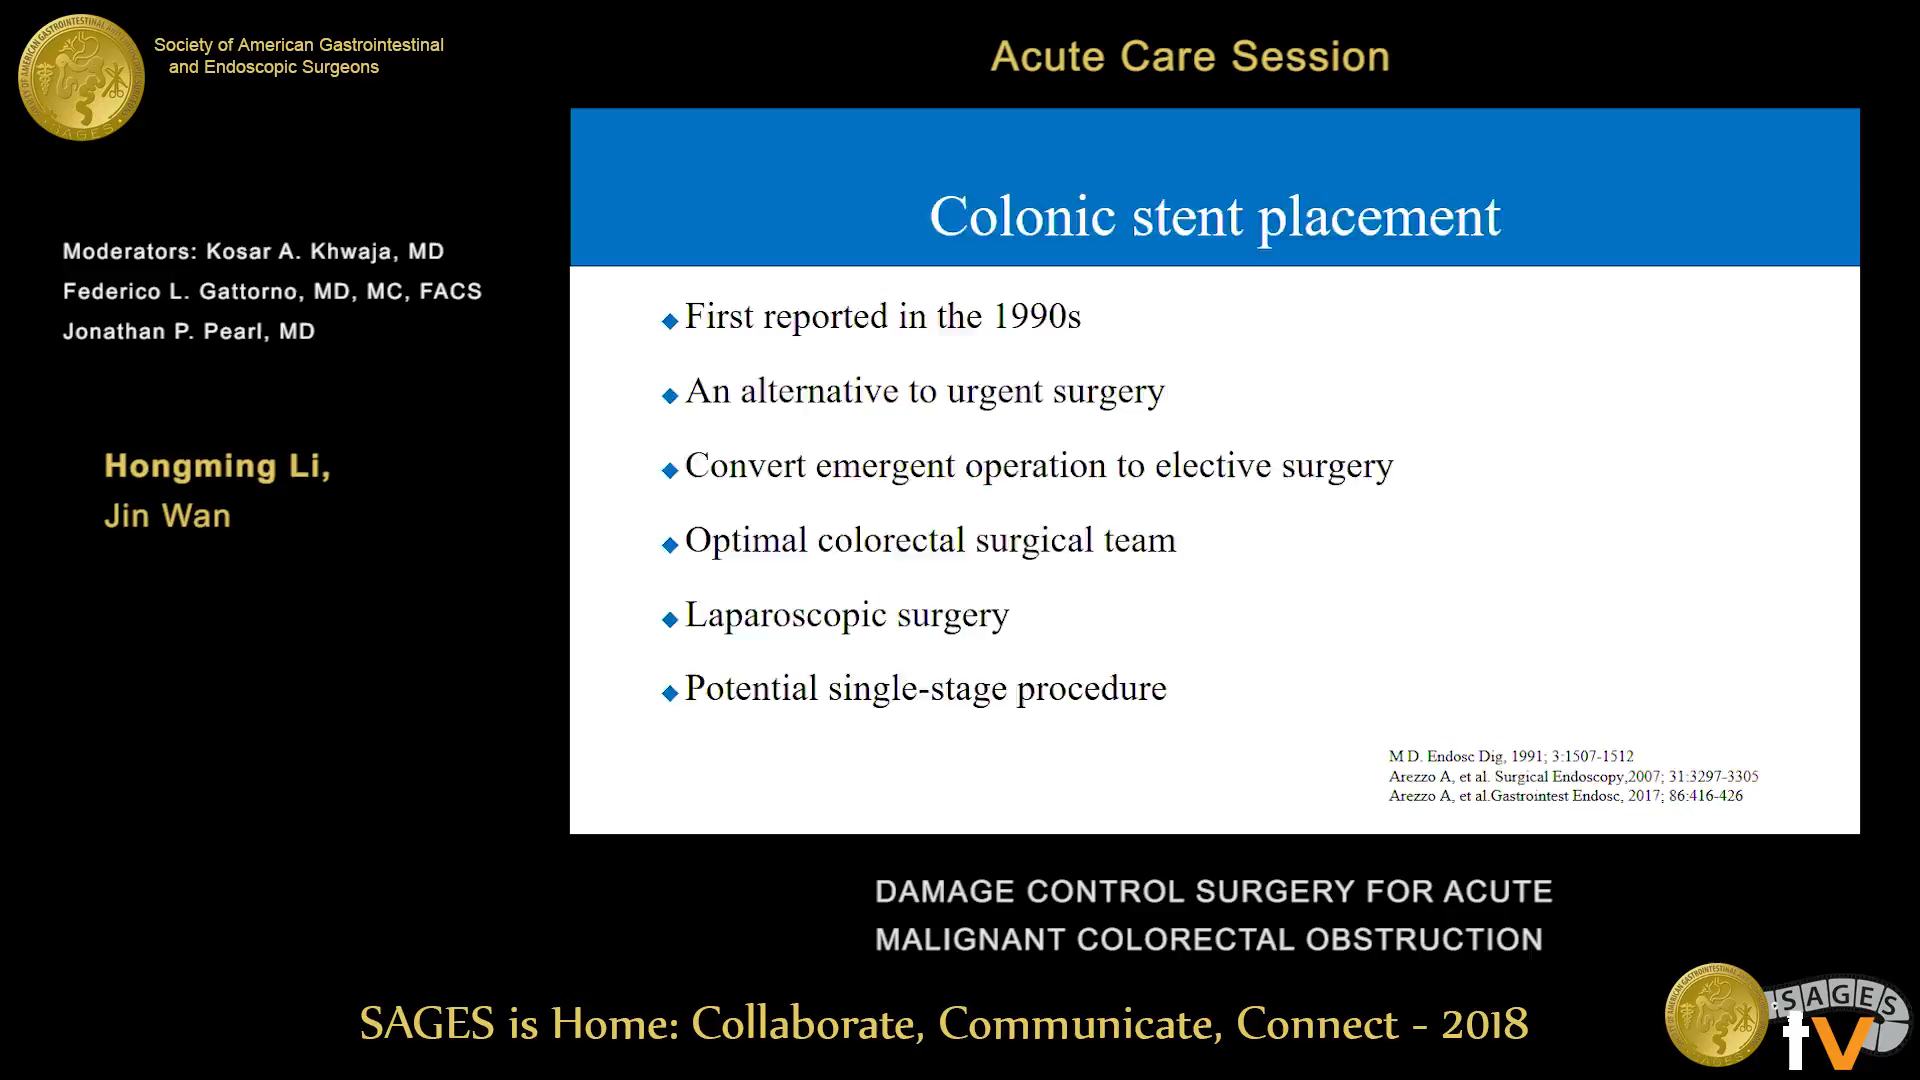 Society of American Gastrointestinal
and Endoscopic Surgeons
Acute Care Session
Moderators: Kosar A. Khwaja, MD
Federico L. Gattorno, MD, MC, FACS
Jonathan P. Pearl, MD
Hongming Li,
Jin Wan
Colonic stent placement
First reported in the 1990s
An alternative to urgent surgery
Convert emergent operation to elective surgery
Optimal colorectal surgical team
Laparoscopic surgery
Potential single-stage procedure
M D. Endosc Dig, 1991; 3:1507-1512
Arezzo A, et al. Surgical Endoscopy,2007; 31:3297-3305
Arezzo A, et al.Gastrointest Endosc, 2017; 86:416-426
DAMAGE CONTROL SURGERY FOR ACUTE
MALIGNANT COLORECTAL OBSTRUCTION
SAGES is Home: Collaborate, Communicate, Connect - 2018
SAGES
tv